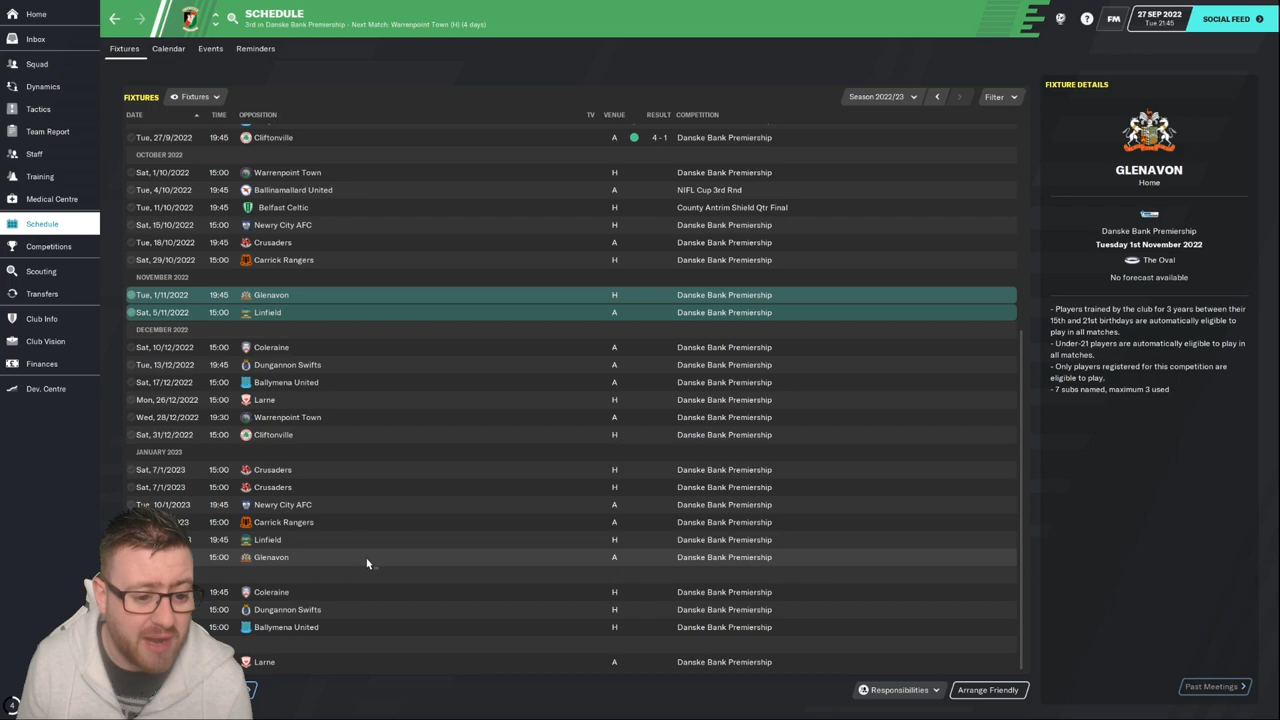 Home
Inbox
Squad
Dynamics
Tactics
Team Report
Staff
Training
Medical Centre
Schedule
Competitions
Scouting
Transfers
Club Info
Club Vision
Finances
Dev. Centre
4
SCHEDULE
3rd in Danske Bank Premiership - Next Match: Warrenpoint Town (H) (4 days)
FM
27 SEP 2022
Tue 21:45
SOCIAL FEED
Fixtures Calendar Events Reminders
FIXTURES Fixtures Season 2022/23 Filter
DATE TIME OPPOSITION TV VENUE RESULT COMPETITION
Tue, 27/9/2022 19:45 Cliftonville A 4 - 1 Danske Bank Premiership
OCTOBER 2022
Sat, 1/10/2022 15:00 Warrenpoint Town H Danske Bank Premiership
Tue, 4/10/2022 19:45 Ballinamallard United A NIFL Cup 3rd Rnd
Tue, 11/10/2022 19:45 Belfast Celtic H County Antrim Shield Qtr Final
Sat, 15/10/2022 15:00 Newry City AFC H Danske Bank Premiership
Tue, 18/10/2022 19:45 Crusaders A Danske Bank Premiership
Sat, 29/10/2022 15:00 Carrick Rangers H Danske Bank Premiership
NOVEMBER 2022
Tue, 1/11/2022 19:45 Glenavon H Danske Bank Premiership
Sat, 5/11/2022 15:00 Linfield A Danske Bank Premiership
DECEMBER 2022
Sat, 10/12/2022 15:00 Coleraine A Danske Bank Premiership
Tue, 13/12/2022 19:45 Dungannon Swifts A Danske Bank Premiership
Sat, 17/12/2022 15:00 Ballymena United A Danske Bank Premiership
Mon, 26/12/2022 15:00 Larne H Danske Bank Premiership
Wed, 28/12/2022 19:30 Warrenpoint Town A Danske Bank Premiership
Sat, 31/12/2022 15:00 Cliftonville H Danske Bank Premiership
JANUARY 2023
Sat, 7/1/2023 15:00 Crusaders H Danske Bank Premiership
Sat, 7/1/2023 15:00 Crusaders H Danske Bank Premiership
Tue, 10/1/2023 19:45 Newry City AFC A Danske Bank Premiership
15:00 Carrick Rangers A Danske Bank Premiership
19:45 Linfield H Danske Bank Premiership
15:00 Glenavon A Danske Bank Premiership
19:45 Coleraine H Danske Bank Premiership
15:00 Dungannon Swifts H Danske Bank Premiership
15:00 Ballymena United H Danske Bank Premiership
Larne A Danske Bank Premiership
Responsibilities Arrange Friendly
FIXTURE DETAILS
GLENAVON
Home
Danske Bank Premiership
Tuesday 1st November 2022
The Oval
No forecast available
- Players trained by the club for 3 years between their
15th and 21st birthdays are automatically eligible to
play in all matches.
- Under-21 players are automatically eligible to play in
all matches.
- Only players registered for this competition are
eligible to play.
- 7 subs named, maximum 3 used
Past Meetings